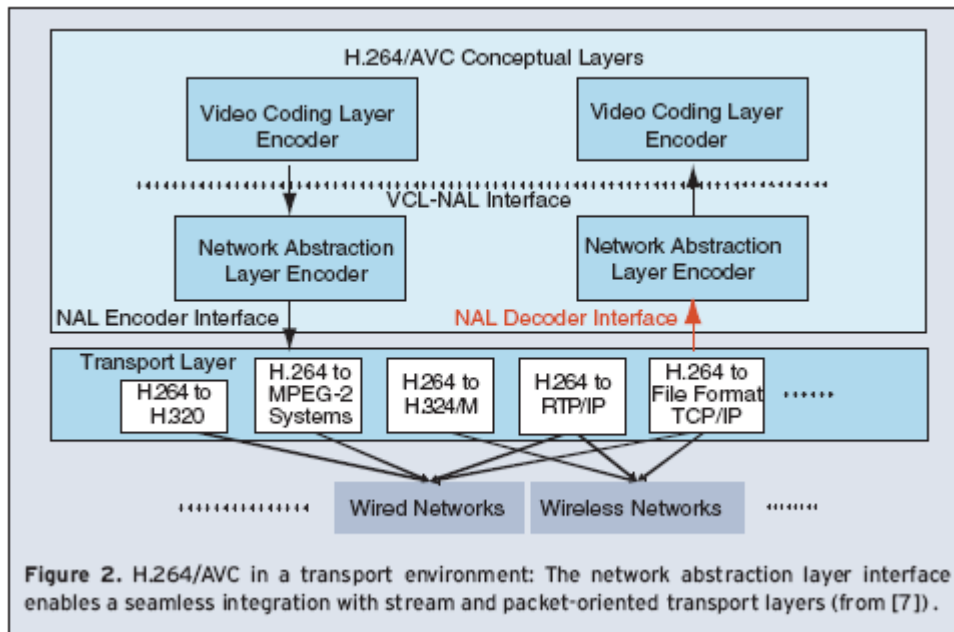 H.264/AVC Conceptual Layers
Video Coding Layer
Encoder
Video Coding Layer
Encoder
VCL-NAL Interface
Network Abstraction
Layer Encoder
Network Abstraction
Layer Encoder
NAL Encoder Interface
NAL Decoder Interface
Transport Layer
H.264 to
H.320
H.264 to
MPEG-2
Systems
H.264 to
H.324/M
H.264 to
RTP/IP
H.264 to
File Format
TCP/IP
Wired Networks
Wireless Networks
Figure 2. H.264/AVC in a transport environment: The network abstraction layer interface
enables a seamless integration with stream and packet-oriented transport layers (from [7]).